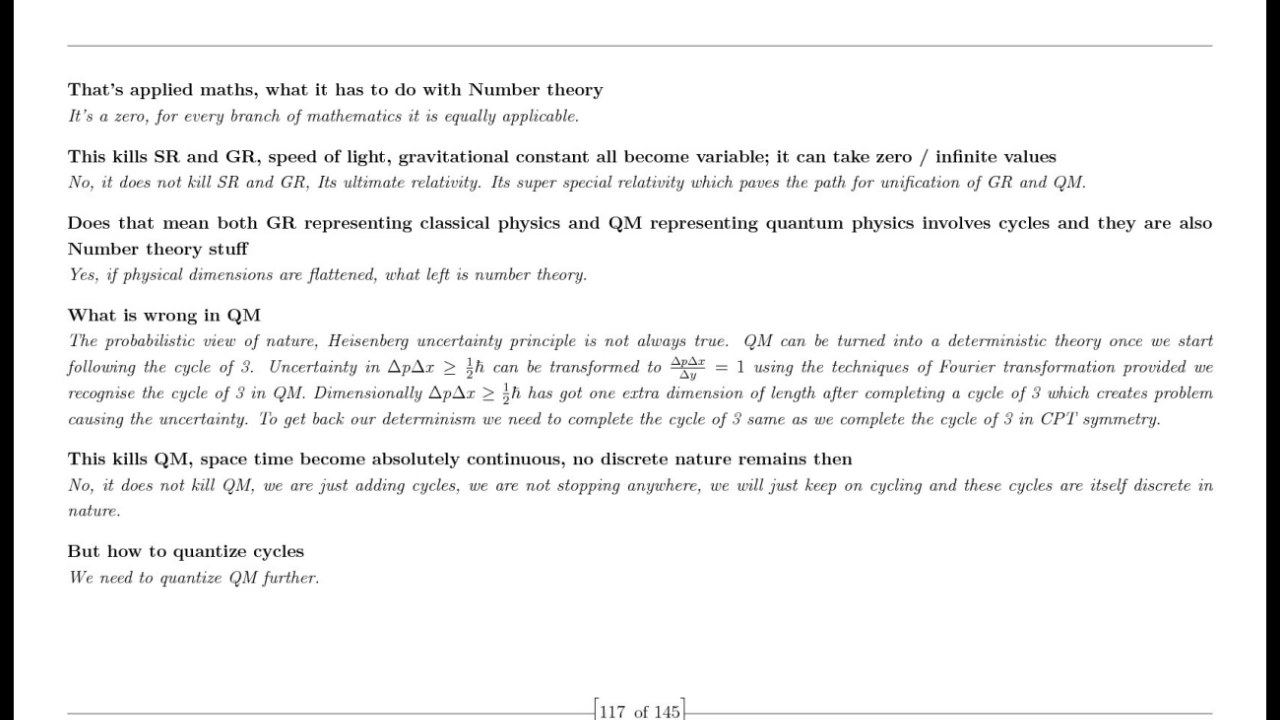 That's applied maths, what it has to do with Number theory
It's a zero, for every branch of mathematics it is equally applicable.
This kills SR and GR, speed of light, gravitational constant all become variable; it can take zero / infinite values
No, it does not kill SR and GR, Its ultimate relativity. Its super special relativity which paves the path for unification of GR and QM.
Does that mean both GR representing classical physics and QM representing quantum physics involves cycles and they are also
Number theory stuff
Yes, if physical dimensions are flattened, what left is number theory.
What is wrong in QM
The probabilistic view of nature, Heisenberg uncertainty principle is not always true. QM can be turned into a deterministic theory once we start
following the cycle of 3. Uncertainty in ΔpΔx ≥ ½ℏ can be transformed to ΔpΔx/Δy = 1 using the techniques of Fourier transformation provided we
recognise the cycle of 3 in QM. Dimensionally ΔpΔx ≥ ½ℏ has got one extra dimension of length after completing a cycle of 3 which creates problem
causing the uncertainty. To get back our determinism we need to complete the cycle of 3 same as we complete the cycle of 3 in CPT symmetry.
This kills QM, space time become absolutely continuous, no discrete nature remains then
No, it does not kill QM, we are just adding cycles, we are not stopping anywhere, we will just keep on cycling and these cycles are itself discrete in
nature.
But how to quantize cycles
We need to quantize QM further.
[117 of 145]